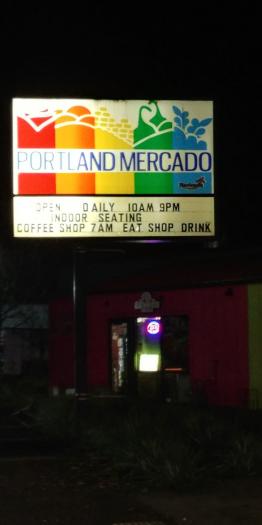 PORTLAND MERCADO
OPEN DAILY 10AM 9PM
INDOOR SEATING
COFFEE SHOP 7AM EAT SHOP DRINK